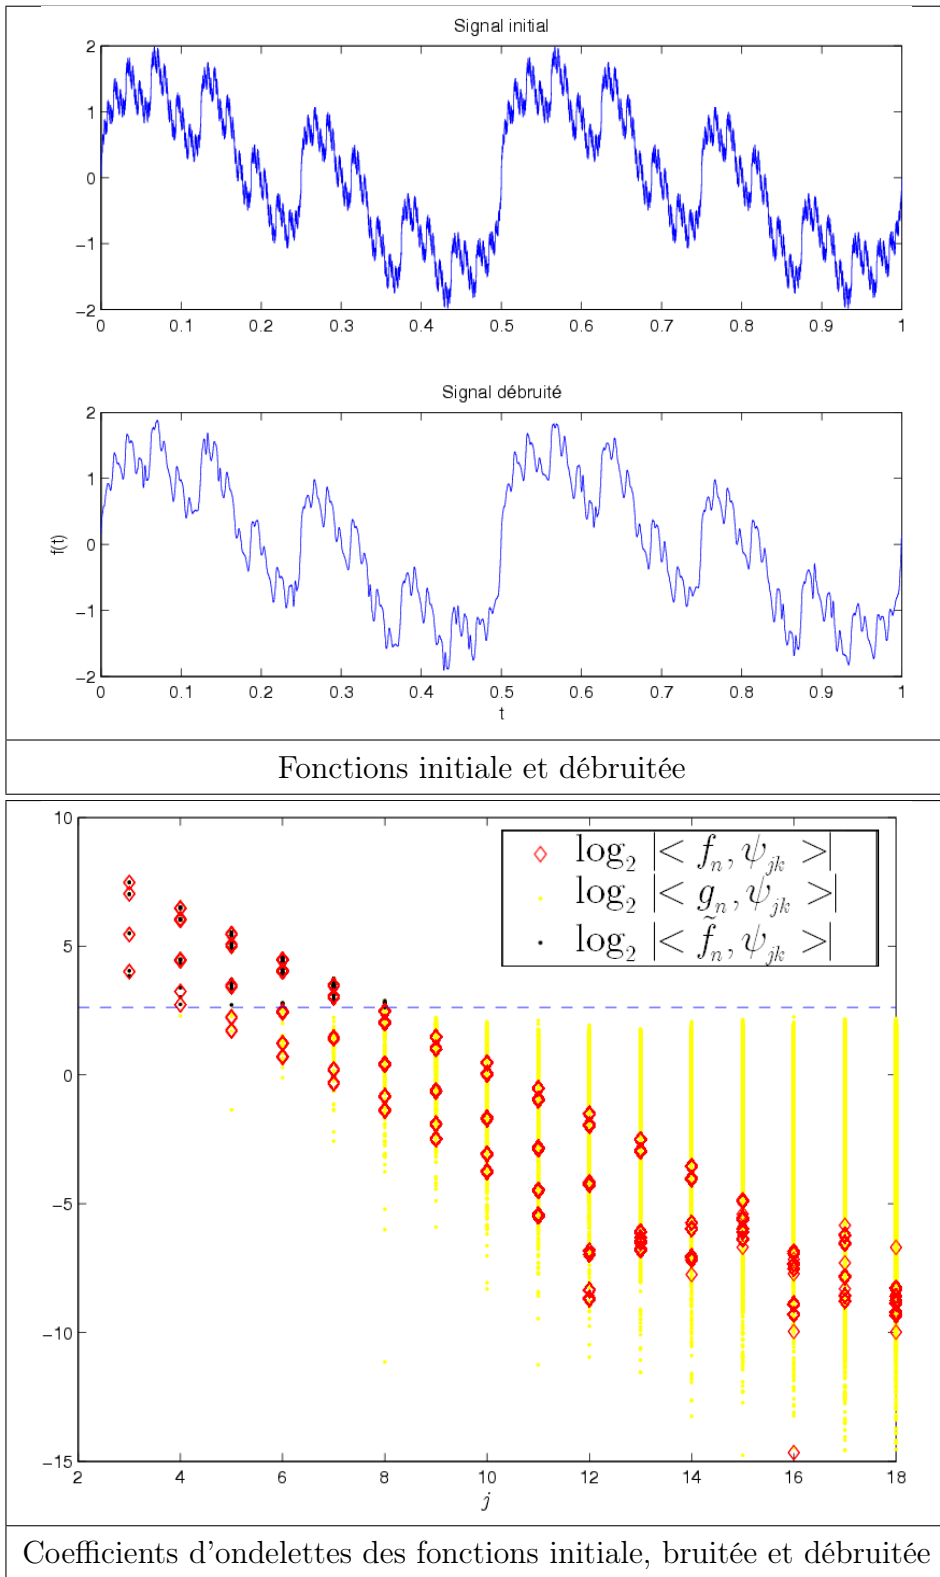 Signal initial
2
1
0
−1
−2
0 0.1 0.2 0.3 0.4 0.5 0.6 0.7 0.8 0.9 1
Signal débruité
2
1
0
−1
−2
f(t)
0 0.1 0.2 0.3 0.4 0.5 0.6 0.7 0.8 0.9 1
t
Fonctions initiale et débruitée
10
5
0
−5
−10
−15
log₂ |< fₙ, ψⱼₖ >|
log₂ |< gₙ, ψⱼₖ >|
log₂ |< f̃ₙ, ψⱼₖ >|
2 4 6 8 10 12 14 16 18
j
Coefficients d'ondelettes des fonctions initiale, bruitée et débruitée